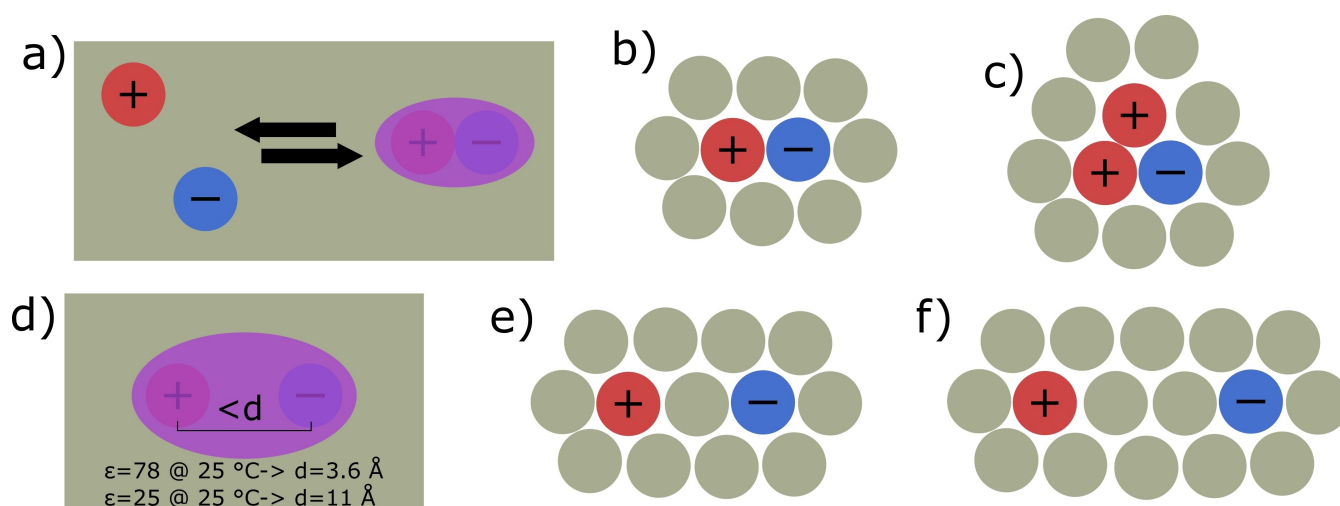 a)
+
−
+ −
b)
+ −
c)
+
+ −
d)
+ −
<d
ε=78 @ 25 °C-> d=3.6 Å
ε=25 @ 25 °C-> d=11 Å
e)
+ −
f)
+ −